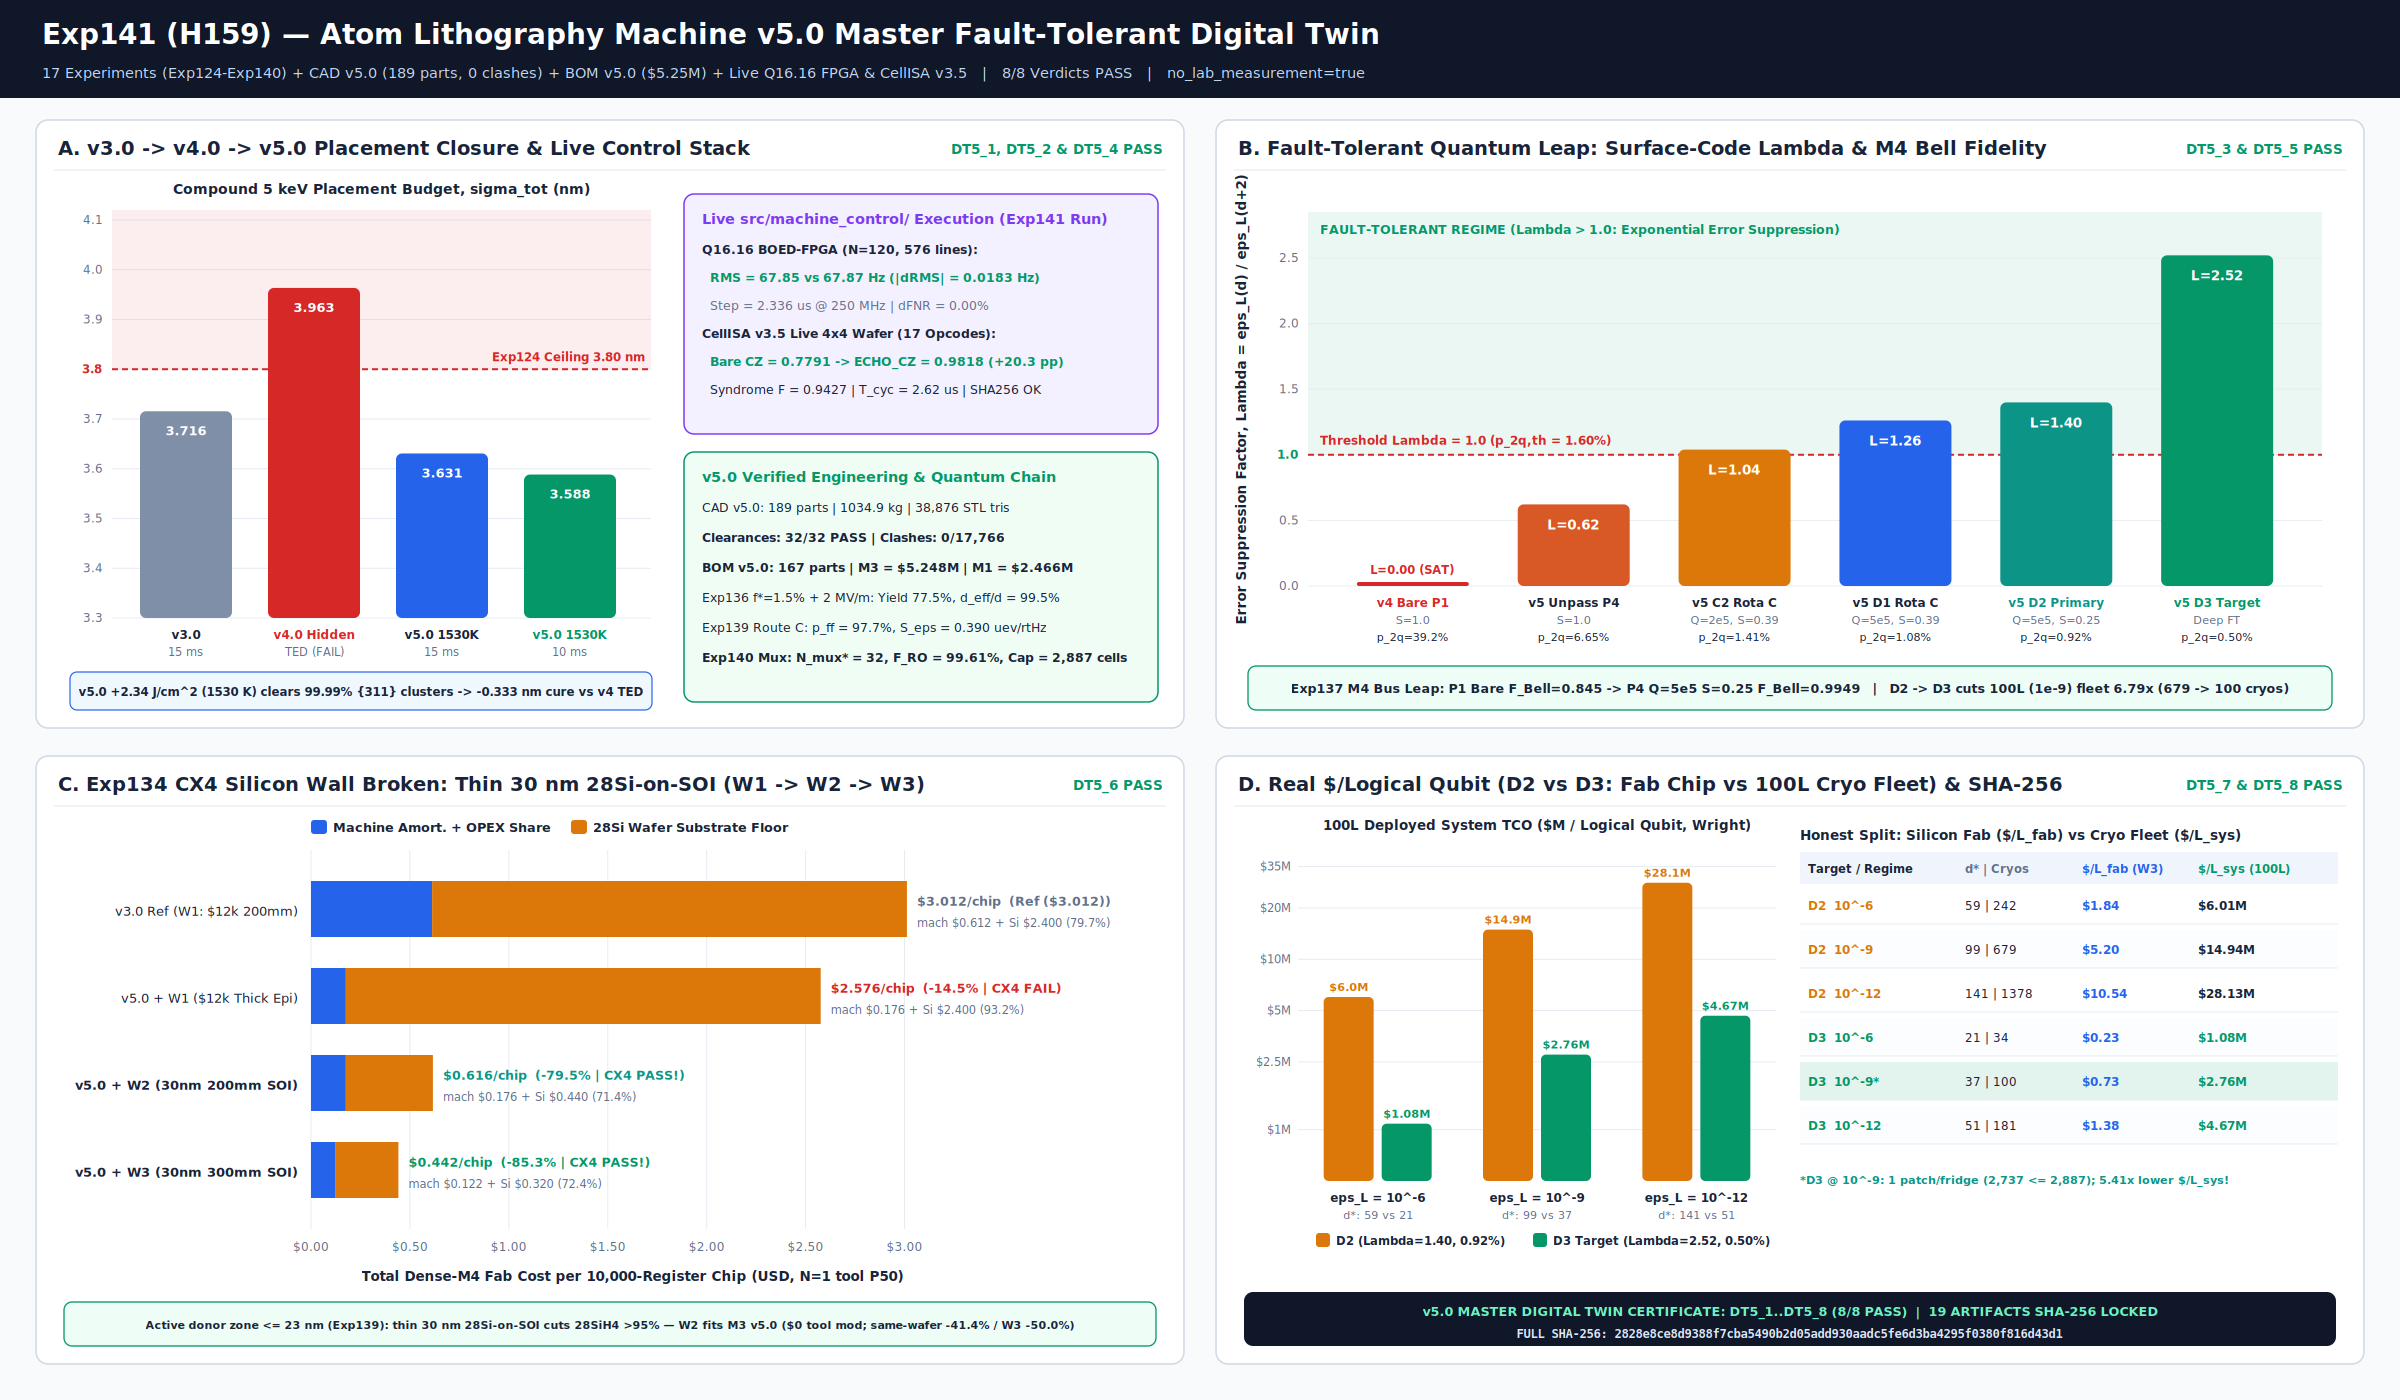 Exp141 (H159) — Atom Lithography Machine v5.0 Master Fault-Tolerant Digital Twin
17 Experiments (Exp124-Exp140) + CAD v5.0 (189 parts, 0 clashes) + BOM v5.0 ($5.25M) + Live Q16.16 FPGA & CellISA v3.5 | 8/8 Verdicts PASS | no_lab_measurement=true
A. v3.0 -> v4.0 -> v5.0 Placement Closure & Live Control Stack
DT5_1, DT5_2 & DT5_4 PASS
Compound 5 keV Placement Budget, sigma_tot (nm)
4.1
4.0
3.9
3.8
3.7
3.6
3.5
3.4
3.3
Exp124 Ceiling 3.80 nm
3.716
3.963
3.631
3.588
v3.0
15 ms
v4.0 Hidden
TED (FAIL)
v5.0 1530K
15 ms
v5.0 1530K
10 ms
v5.0 +2.34 J/cm^2 (1530 K) clears 99.99% {311} clusters -> -0.333 nm cure vs v4 TED
Live src/machine_control/ Execution (Exp141 Run)
Q16.16 BOED-FPGA (N=120, 576 lines):
RMS = 67.85 vs 67.87 Hz (|dRMS| = 0.0183 Hz)
Step = 2.336 us @ 250 MHz | dFNR = 0.00%
CellISA v3.5 Live 4x4 Wafer (17 Opcodes):
Bare CZ = 0.7791 -> ECHO_CZ = 0.9818 (+20.3 pp)
Syndrome F = 0.9427 | T_cyc = 2.62 us | SHA256 OK
v5.0 Verified Engineering & Quantum Chain
CAD v5.0: 189 parts | 1034.9 kg | 38,876 STL tris
Clearances: 32/32 PASS | Clashes: 0/17,766
BOM v5.0: 167 parts | M3 = $5.248M | M1 = $2.466M
Exp136 f*=1.5% + 2 MV/m: Yield 77.5%, d_eff/d = 99.5%
Exp139 Route C: p_ff = 97.7%, S_eps = 0.390 uev/rtHz
Exp140 Mux: N_mux* = 32, F_RO = 99.61%, Cap = 2,887 cells
B. Fault-Tolerant Quantum Leap: Surface-Code Lambda & M4 Bell Fidelity
DT5_3 & DT5_5 PASS
Error Suppression Factor, Lambda = eps_L(d) / eps_L(d+2)
FAULT-TOLERANT REGIME (Lambda > 1.0: Exponential Error Suppression)
2.5
2.0
1.5
1.0
0.5
0.0
Threshold Lambda = 1.0 (p_2q,th = 1.60%)
L=0.00 (SAT)
L=0.62
L=1.04
L=1.26
L=1.40
L=2.52
v4 Bare P1
S=1.0
p_2q=39.2%
v5 Unpass P4
S=1.0
p_2q=6.65%
v5 C2 Rota C
Q=2e5, S=0.39
p_2q=1.41%
v5 D1 Rota C
Q=5e5, S=0.39
p_2q=1.08%
v5 D2 Primary
Q=5e5, S=0.25
p_2q=0.92%
v5 D3 Target
Deep FT
p_2q=0.50%
Exp137 M4 Bus Leap: P1 Bare F_Bell=0.845 -> P4 Q=5e5 S=0.25 F_Bell=0.9949 | D2 -> D3 cuts 100L (1e-9) fleet 6.79x (679 -> 100 cryos)
C. Exp134 CX4 Silicon Wall Broken: Thin 30 nm 28Si-on-SOI (W1 -> W2 -> W3)
DT5_6 PASS
Machine Amort. + OPEX Share
28Si Wafer Substrate Floor
v3.0 Ref (W1: $12k 200mm)
$3.012/chip (Ref ($3.012))
mach $0.612 + Si $2.400 (79.7%)
v5.0 + W1 ($12k Thick Epi)
$2.576/chip (-14.5% | CX4 FAIL)
mach $0.176 + Si $2.400 (93.2%)
v5.0 + W2 (30nm 200mm SOI)
$0.616/chip (-79.5% | CX4 PASS!)
mach $0.176 + Si $0.440 (71.4%)
v5.0 + W3 (30nm 300mm SOI)
$0.442/chip (-85.3% | CX4 PASS!)
mach $0.122 + Si $0.320 (72.4%)
$0.00
$0.50
$1.00
$1.50
$2.00
$2.50
$3.00
Total Dense-M4 Fab Cost per 10,000-Register Chip (USD, N=1 tool P50)
Active donor zone <= 23 nm (Exp139): thin 30 nm 28Si-on-SOI cuts 28SiH4 >95% — W2 fits M3 v5.0 ($0 tool mod; same-wafer -41.4% / W3 -50.0%)
D. Real $/Logical Qubit (D2 vs D3: Fab Chip vs 100L Cryo Fleet) & SHA-256
DT5_7 & DT5_8 PASS
100L Deployed System TCO ($M / Logical Qubit, Wright)
$35M
$20M
$10M
$5M
$2.5M
$1M
$6.0M
$1.08M
$14.9M
$2.76M
$28.1M
$4.67M
eps_L = 10^-6
d*: 59 vs 21
eps_L = 10^-9
d*: 99 vs 37
eps_L = 10^-12
d*: 141 vs 51
D2 (Lambda=1.40, 0.92%)
D3 Target (Lambda=2.52, 0.50%)
Honest Split: Silicon Fab ($/L_fab) vs Cryo Fleet ($/L_sys)
Target / Regime d* | Cryos $/L_fab (W3) $/L_sys (100L)
D2 10^-6 59 | 242 $1.84 $6.01M
D2 10^-9 99 | 679 $5.20 $14.94M
D2 10^-12 141 | 1378 $10.54 $28.13M
D3 10^-6 21 | 34 $0.23 $1.08M
D3 10^-9* 37 | 100 $0.73 $2.76M
D3 10^-12 51 | 181 $1.38 $4.67M
*D3 @ 10^-9: 1 patch/fridge (2,737 <= 2,887); 5.41x lower $/L_sys!
v5.0 MASTER DIGITAL TWIN CERTIFICATE: DT5_1..DT5_8 (8/8 PASS) | 19 ARTIFACTS SHA-256 LOCKED
FULL SHA-256: 2828e8ce8d9388f7cba5490b2d05add930aadc5fe6d3ba4295f0380f816d43d1